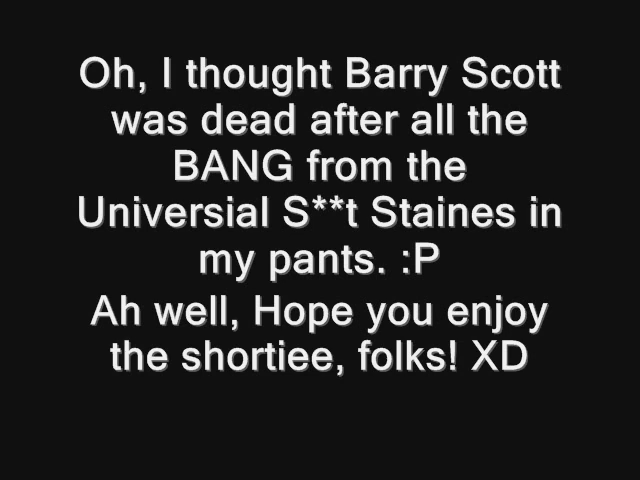 Oh, I thought Barry Scott
was dead after all the
BANG from the
Universial S**t Staines in
my pants. :P
Ah well, Hope you enjoy
the shortiee, folks! XD